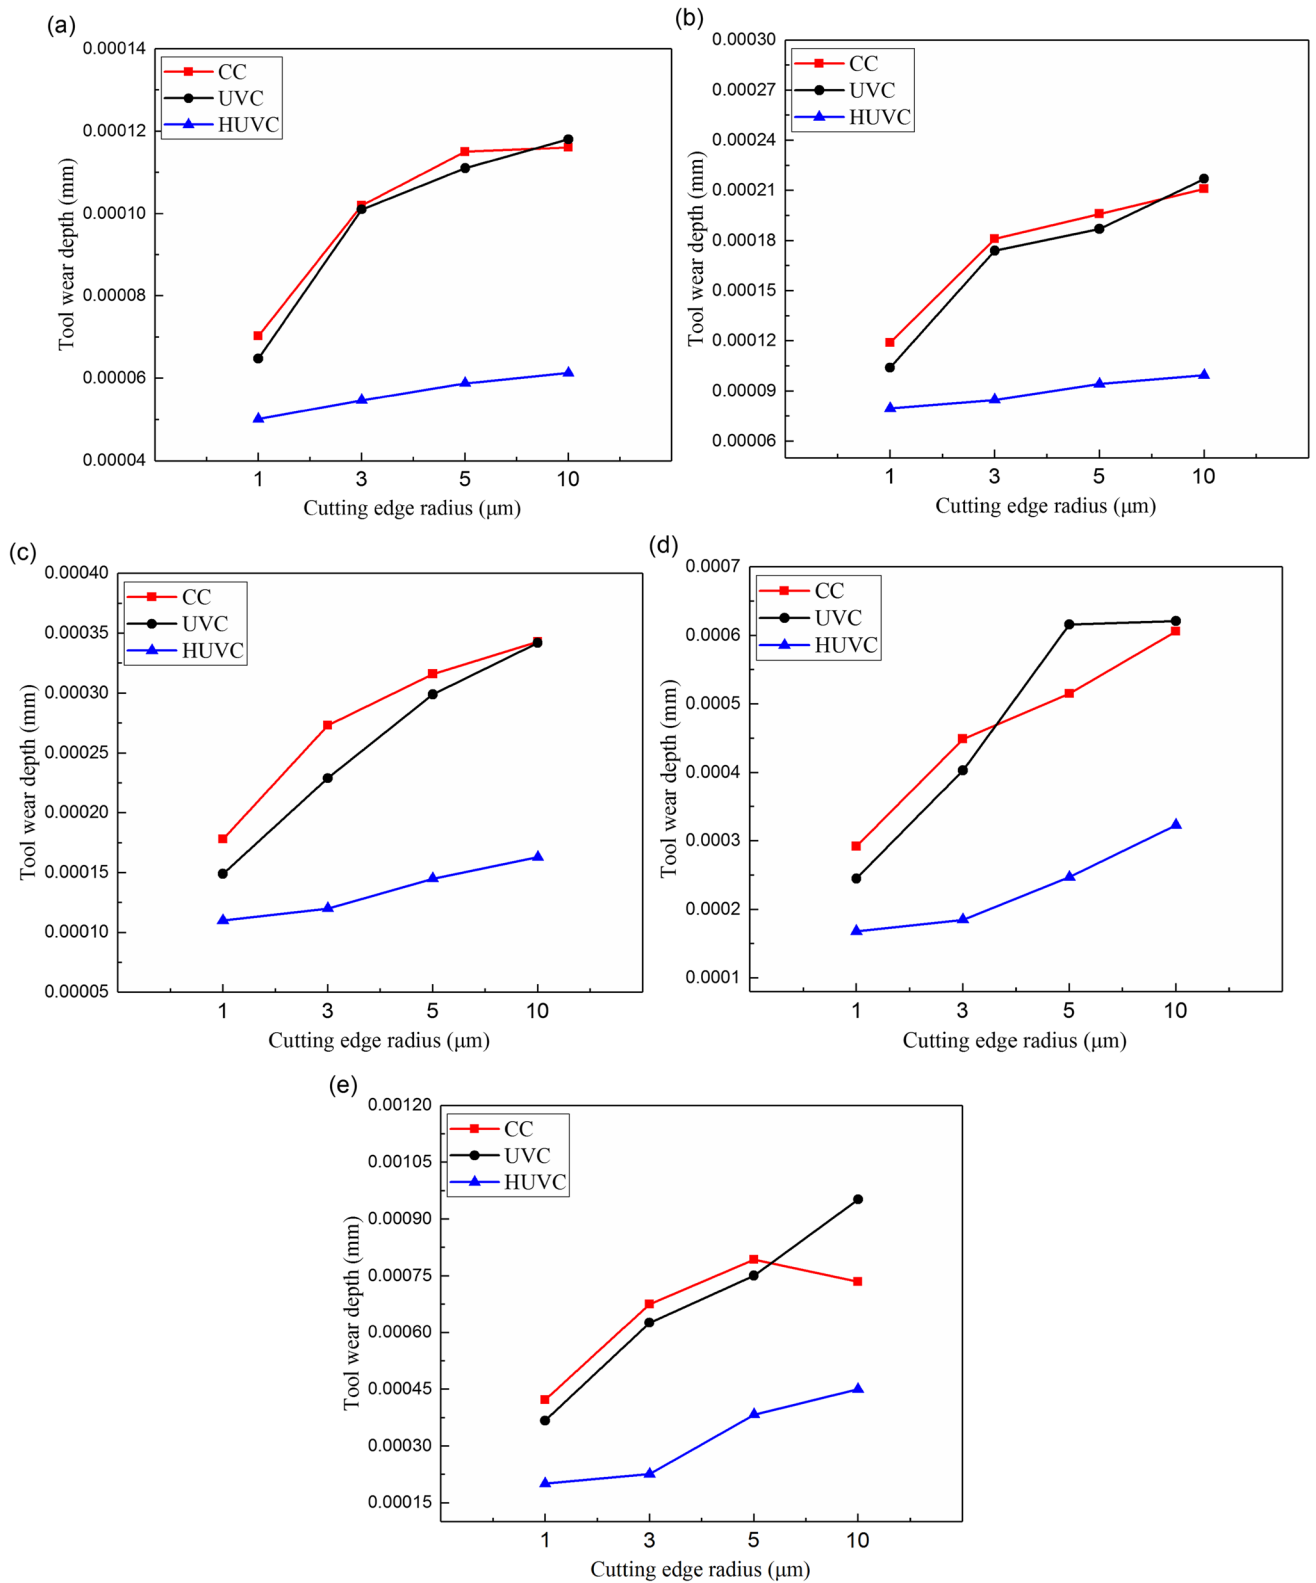 (a)
0.00014
0.00012
0.00010
0.00008
0.00006
0.00004
Tool wear depth (mm)
CC
UVC
HUVC
1 3 5 10
Cutting edge radius (μm)
(b)
0.00030
0.00027
0.00024
0.00021
0.00018
0.00015
0.00012
0.00009
0.00006
Tool wear depth (mm)
CC
UVC
HUVC
1 3 5 10
Cutting edge radius (μm)
(c)
0.00040
0.00035
0.00030
0.00025
0.00020
0.00015
0.00010
0.00005
Tool wear depth (mm)
CC
UVC
HUVC
1 3 5 10
Cutting edge radius (μm)
(d)
0.0007
0.0006
0.0005
0.0004
0.0003
0.0002
0.0001
Tool wear depth (mm)
CC
UVC
HUVC
1 3 5 10
Cutting edge radius (μm)
(e)
0.00120
0.00105
0.00090
0.00075
0.00060
0.00045
0.00030
0.00015
Tool wear depth (mm)
CC
UVC
HUVC
1 3 5 10
Cutting edge radius (μm)